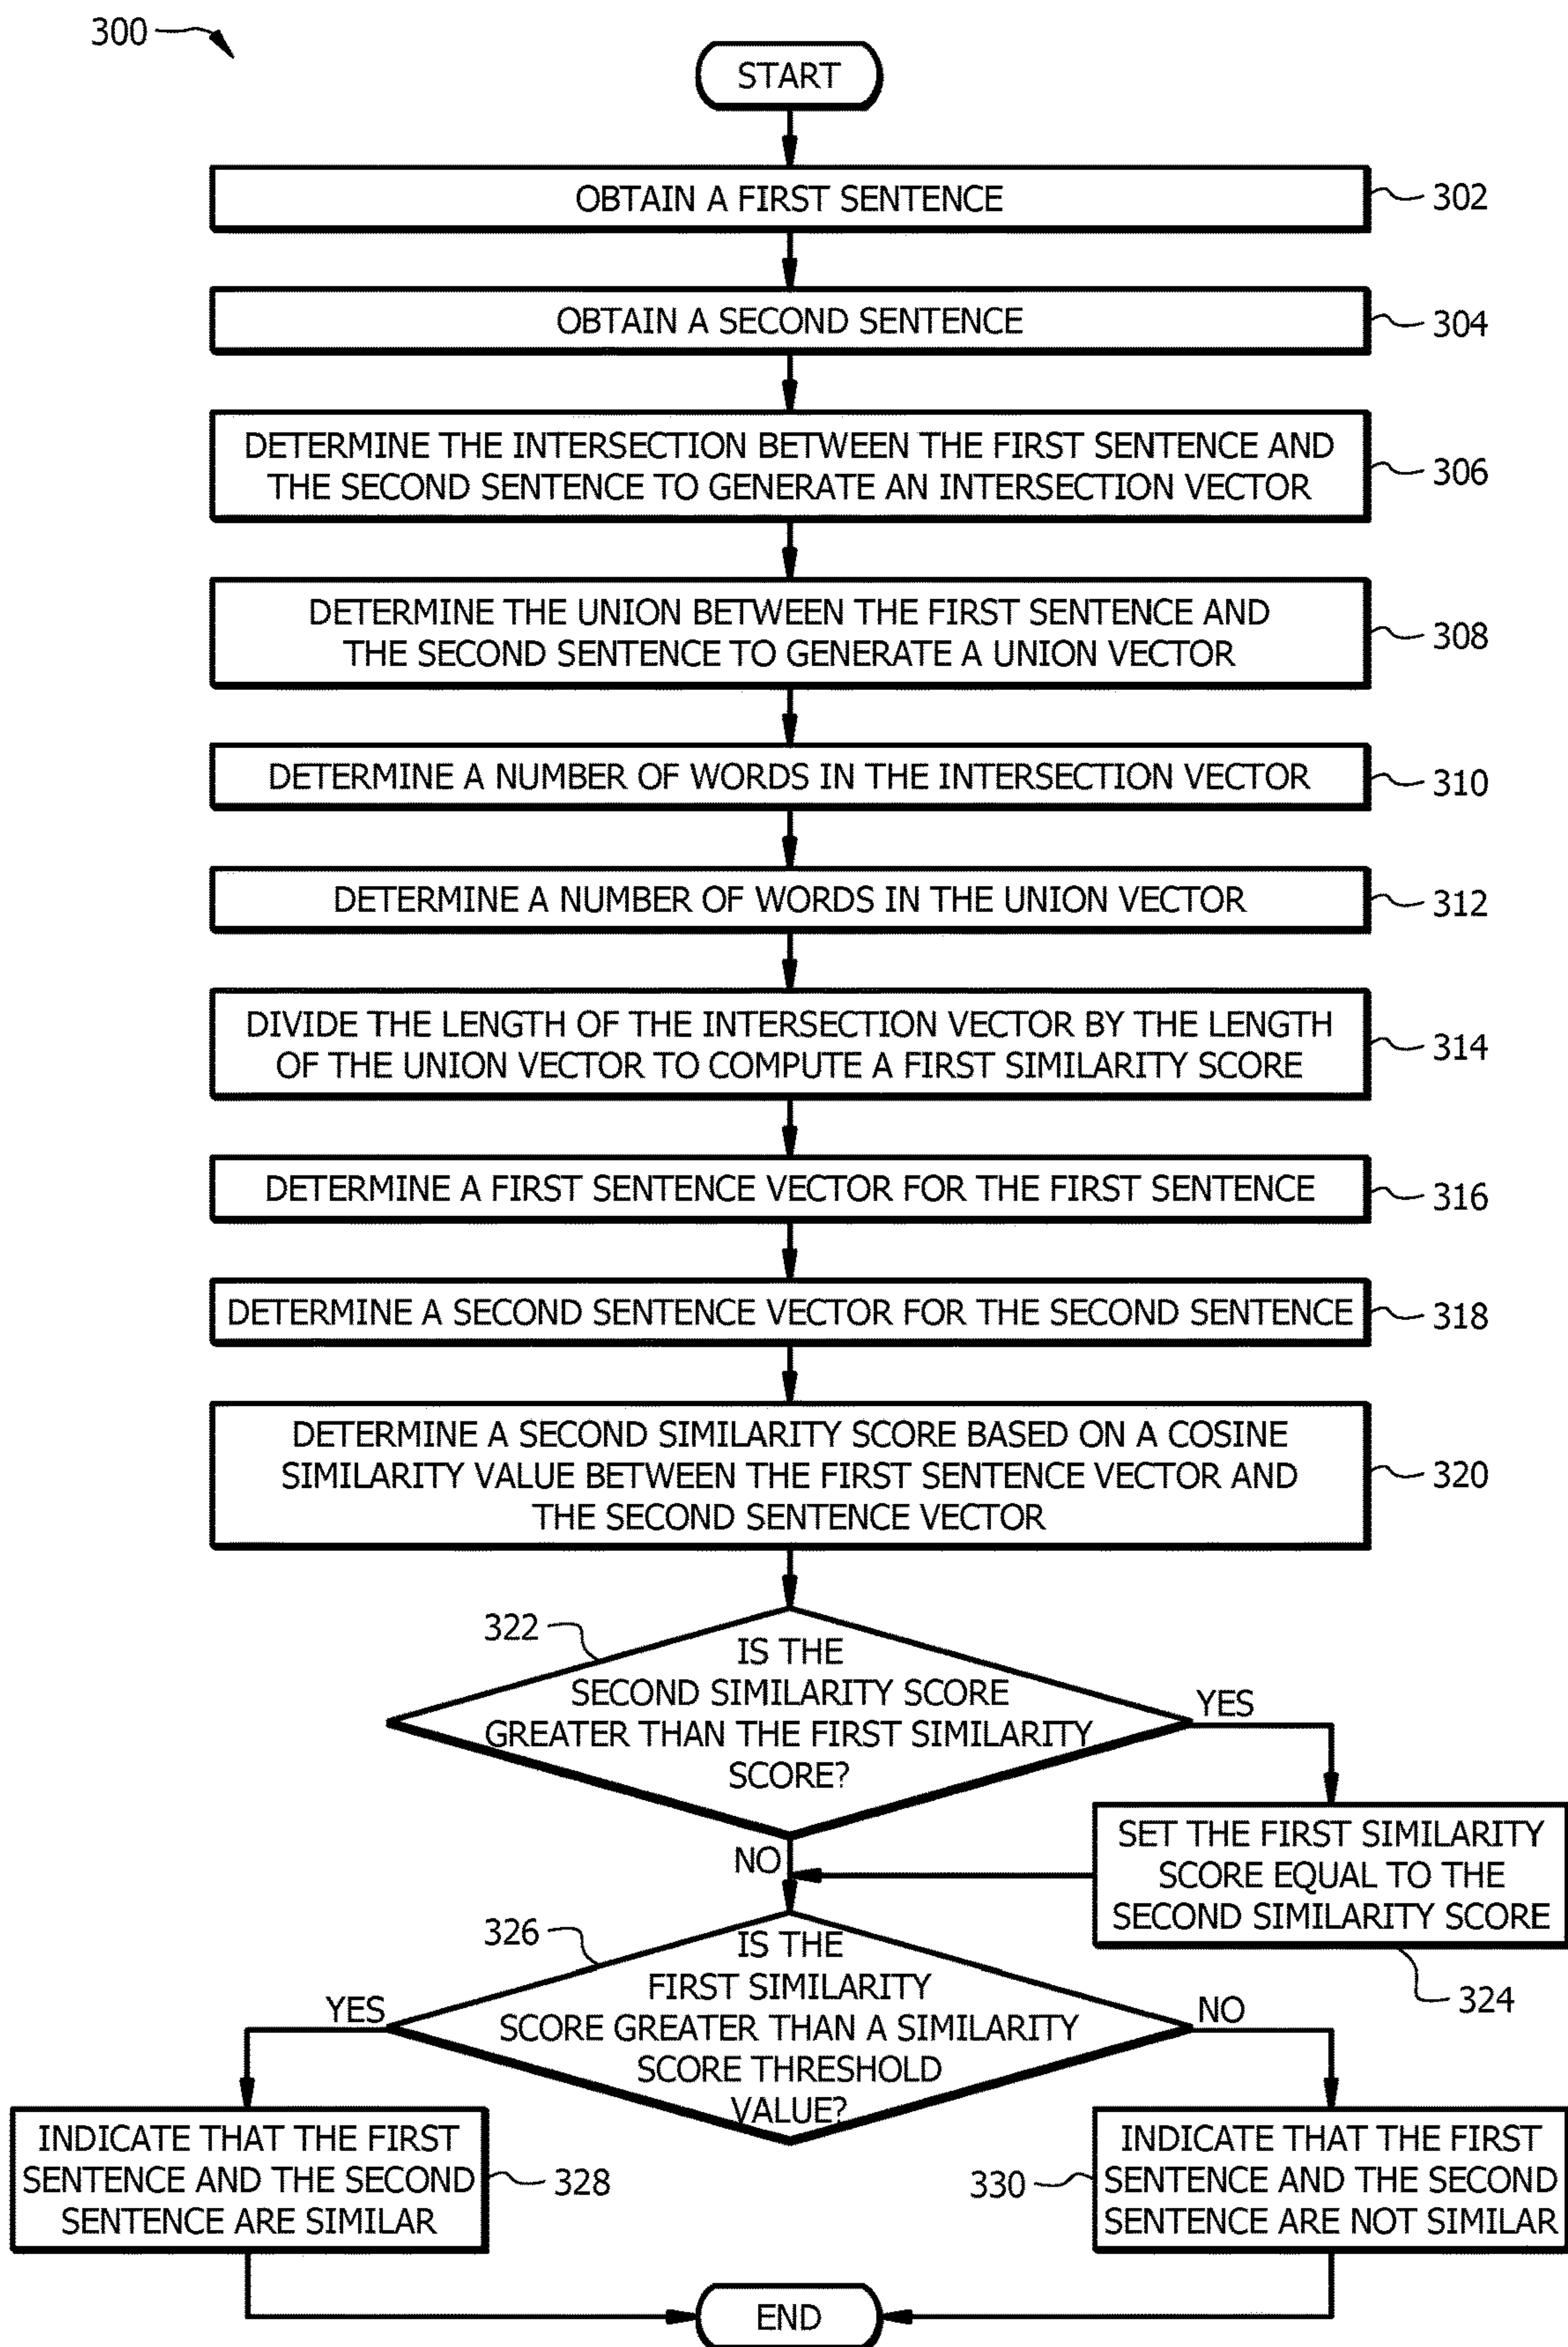 300
START
OBTAIN A FIRST SENTENCE
302
OBTAIN A SECOND SENTENCE
304
DETERMINE THE INTERSECTION BETWEEN THE FIRST SENTENCE AND
THE SECOND SENTENCE TO GENERATE AN INTERSECTION VECTOR
306
DETERMINE THE UNION BETWEEN THE FIRST SENTENCE AND
THE SECOND SENTENCE TO GENERATE A UNION VECTOR
308
DETERMINE A NUMBER OF WORDS IN THE INTERSECTION VECTOR
310
DETERMINE A NUMBER OF WORDS IN THE UNION VECTOR
312
DIVIDE THE LENGTH OF THE INTERSECTION VECTOR BY THE LENGTH
OF THE UNION VECTOR TO COMPUTE A FIRST SIMILARITY SCORE
314
DETERMINE A FIRST SENTENCE VECTOR FOR THE FIRST SENTENCE
316
DETERMINE A SECOND SENTENCE VECTOR FOR THE SECOND SENTENCE
318
DETERMINE A SECOND SIMILARITY SCORE BASED ON A COSINE
SIMILARITY VALUE BETWEEN THE FIRST SENTENCE VECTOR AND
THE SECOND SENTENCE VECTOR
320
322
IS THE
SECOND SIMILARITY SCORE
GREATER THAN THE FIRST SIMILARITY
SCORE?
YES
NO
SET THE FIRST SIMILARITY
SCORE EQUAL TO THE
SECOND SIMILARITY SCORE
324
326
IS THE
FIRST SIMILARITY
SCORE GREATER THAN A SIMILARITY
SCORE THRESHOLD
VALUE?
YES
NO
INDICATE THAT THE FIRST
SENTENCE AND THE SECOND
SENTENCE ARE SIMILAR
328
330
INDICATE THAT THE FIRST
SENTENCE AND THE SECOND
SENTENCE ARE NOT SIMILAR
END